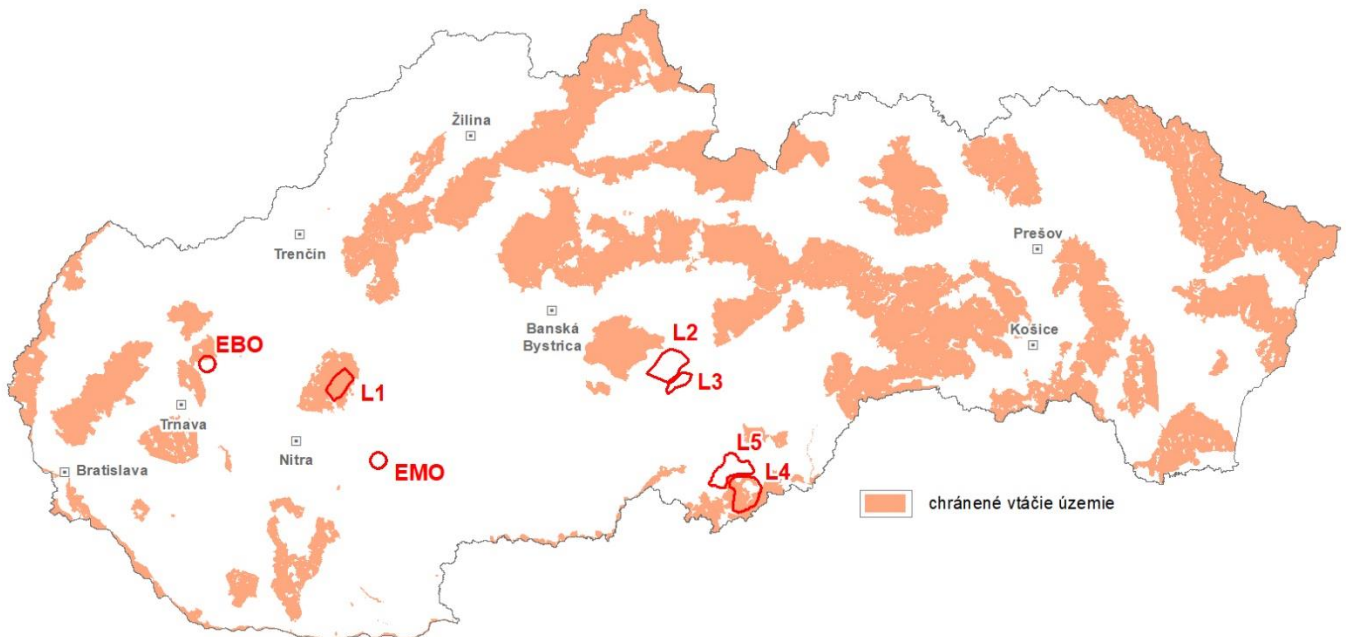 Žilina
Trenčín
Prešov
Banská
Bystrica
Košice
EBO
L2
L3
L1
Trnava
Nitra
EMO
L5
L4
Bratislava
chránené vtáčie územie